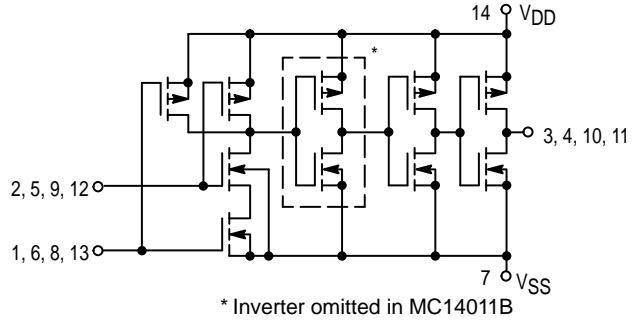 14 VDD
*
3, 4, 10, 11
2, 5, 9, 12
1, 6, 8, 13
7 VSS
* Inverter omitted in MC14011B